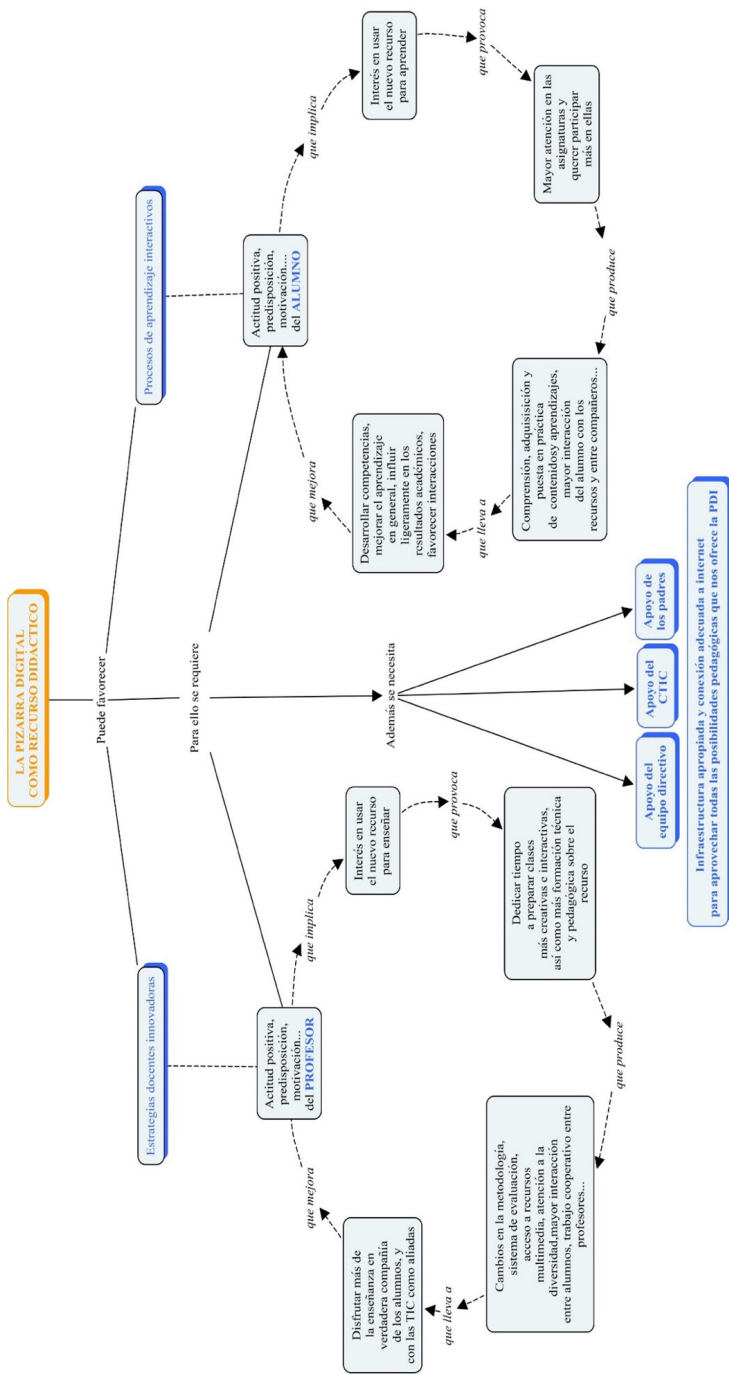 LA PIZARRA DIGITAL
COMO RECURSO DIDÁCTICO
Puede favorecer
Estrategias docentes innovadoras
Procesos de aprendizaje interactivos
Para ello se requiere
Actitud positiva,
predisposición,
motivación...
del PROFESOR
que implica
Interés en usar
el nuevo recurso
para enseñar
que provoca
Dedicar tiempo
a preparar clases
más creativas e interactivas,
así como más formación técnica
y pedagógica sobre el
recurso
que produce
Cambios en la metodología,
sistema de evaluación,
acceso a recursos
multimedia, atención a la
diversidad,mayor interacción
entre alumnos, trabajo cooperativo entre
profesores...
que lleva a
Disfrutar más de
la enseñanza en
verdadera compañía
de los alumnos, y
con las TIC como aliadas
que mejora
Actitud positiva,
predisposición,
motivación....
del ALUMNO
que implica
Interés en usar
el nuevo recurso
para aprender
que provoca
Mayor atención en las
asignaturas y
querer participar
más en ellas
que produce
Comprensión, adquisisición y
puesta en práctica
de contenidosy aprendizajes,
mayor interacción
del alumno con los
recursos y entre compañeros...
que lleva a
Desarrollar competencias,
mejorar el aprendizaje
en general, influir
ligeramente en los
resultados académicos,
favorecer interacciones
que mejora
Además se necesita
Apoyo del
equipo directivo
Apoyo del
CTIC
Apoyo de
los padres
Infraestructura apropiada y conexión adecuada a internet
para aprovechar todas las posibilidades pedagógicas que nos ofrece la PDI